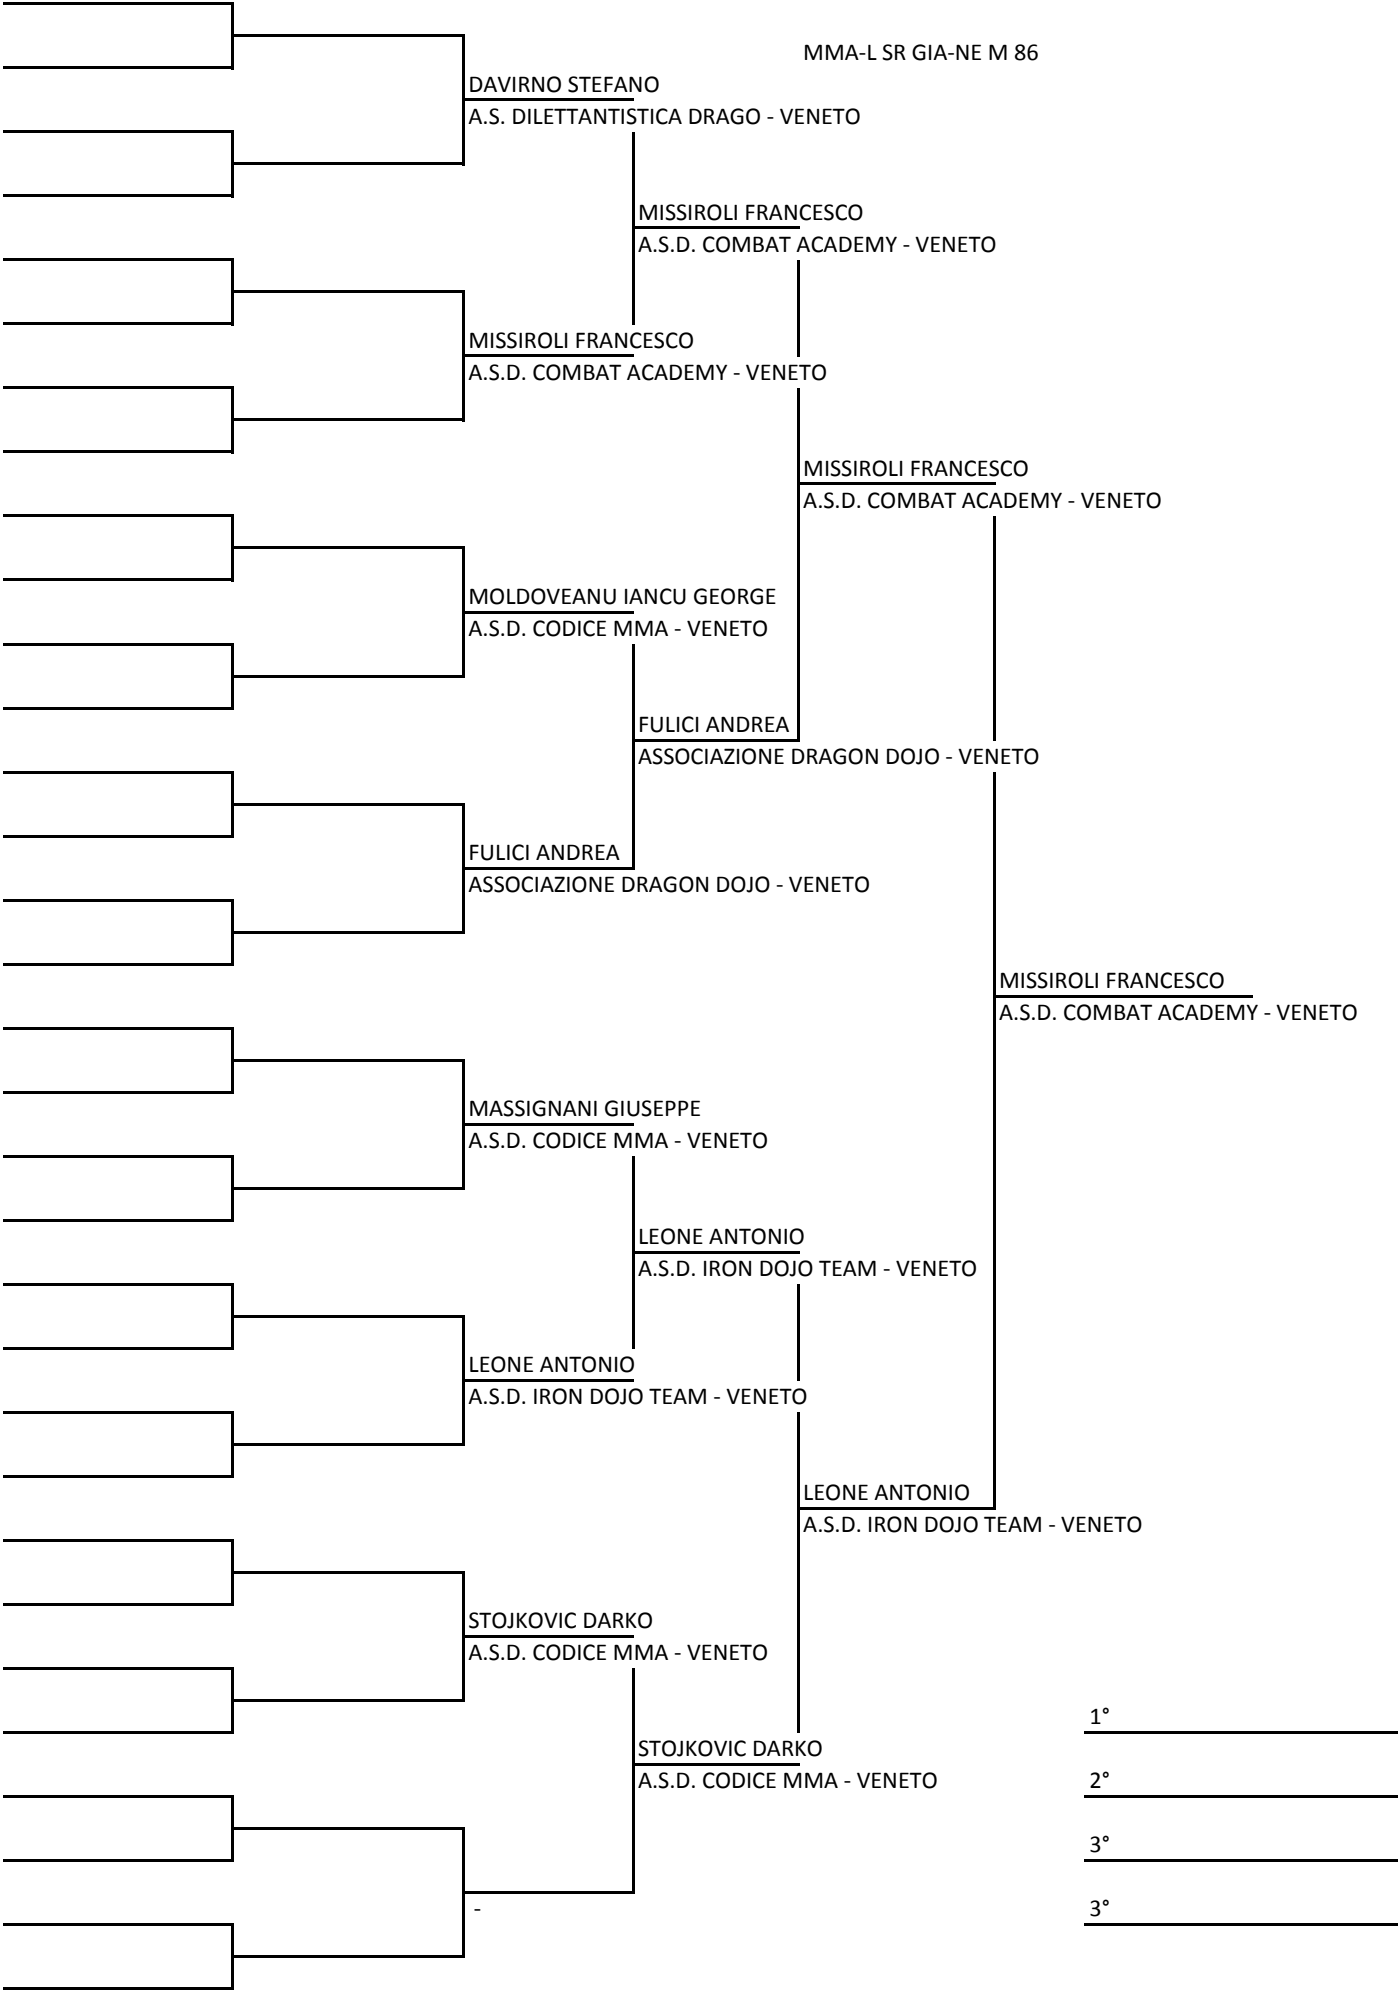 MMA-L SR GIA-NE M 86
DAVIRNO STEFANO
A.S. DILETTANTISTICA DRAGO - VENETO
MISSIROLI FRANCESCO
A.S.D. COMBAT ACADEMY - VENETO
MISSIROLI FRANCESCO
A.S.D. COMBAT ACADEMY - VENETO
MISSIROLI FRANCESCO
A.S.D. COMBAT ACADEMY - VENETO
MOLDOVEANU IANCU GEORGE
A.S.D. CODICE MMA - VENETO
FULICI ANDREA
ASSOCIAZIONE DRAGON DOJO - VENETO
FULICI ANDREA
ASSOCIAZIONE DRAGON DOJO - VENETO
MISSIROLI FRANCESCO
A.S.D. COMBAT ACADEMY - VENETO
MASSIGNANI GIUSEPPE
A.S.D. CODICE MMA - VENETO
LEONE ANTONIO
A.S.D. IRON DOJO TEAM - VENETO
LEONE ANTONIO
A.S.D. IRON DOJO TEAM - VENETO
LEONE ANTONIO
A.S.D. IRON DOJO TEAM - VENETO
STOJKOVIC DARKO
A.S.D. CODICE MMA - VENETO
1°
STOJKOVIC DARKO
A.S.D. CODICE MMA - VENETO
2°
3°
-
3°